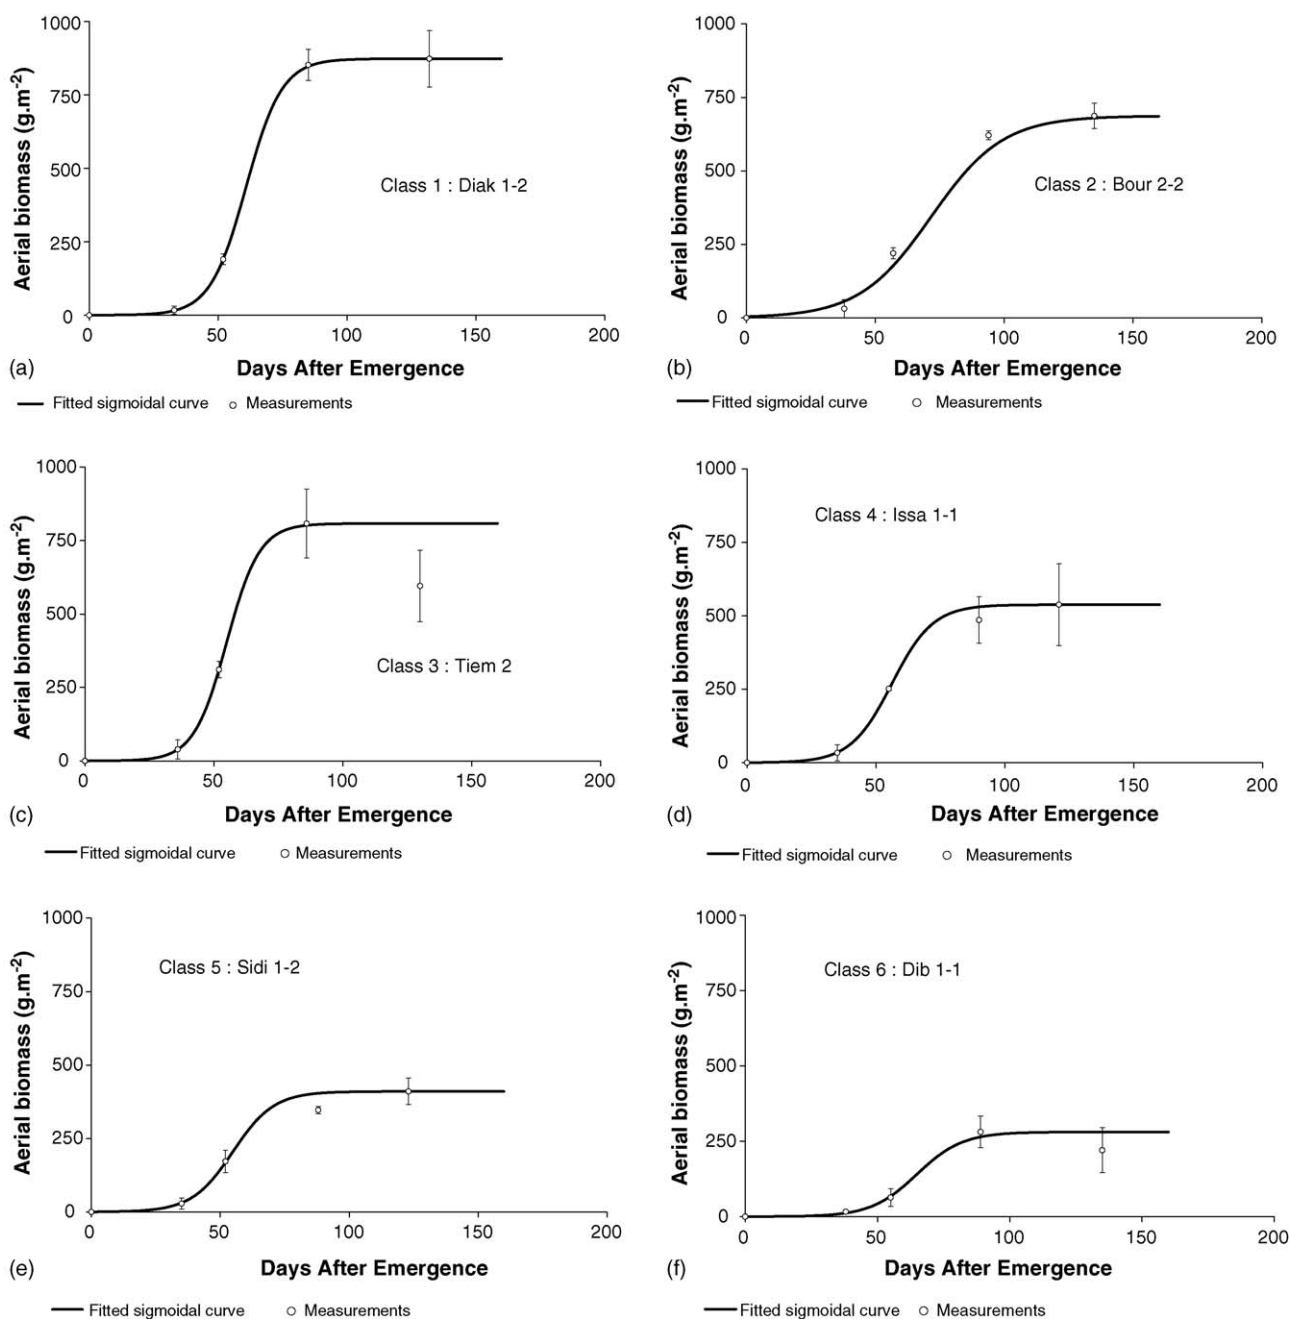 1000
750
500
250
0
Aerial biomass (g.m-2)
Class 1 : Diak 1-2
0 50 100 150 200
(a) Days After Emergence
Fitted sigmoidal curve Measurements
1000
750
500
250
0
Aerial biomass (g.m-2)
Class 2 : Bour 2-2
0 50 100 150 200
(b) Days After Emergence
Fitted sigmoidal curve Measurements
1000
750
500
250
0
Aerial biomass (g.m-2)
Class 3 : Tiem 2
0 50 100 150 200
(c) Days After Emergence
Fitted sigmoidal curve Measurements
1000
750
500
250
0
Aerial biomass (g.m-2)
Class 4 : Issa 1-1
0 50 100 150 200
(d) Days After Emergence
Fitted sigmoidal curve Measurements
1000
750
500
250
0
Aerial biomass (g.m-2)
Class 5 : Sidi 1-2
0 50 100 150 200
(e) Days After Emergence
Fitted sigmoidal curve Measurements
1000
750
500
250
0
Aerial biomass (g.m-2)
Class 6 : Dib 1-1
0 50 100 150 200
(f) Days After Emergence
Fitted sigmoidal curve Measurements